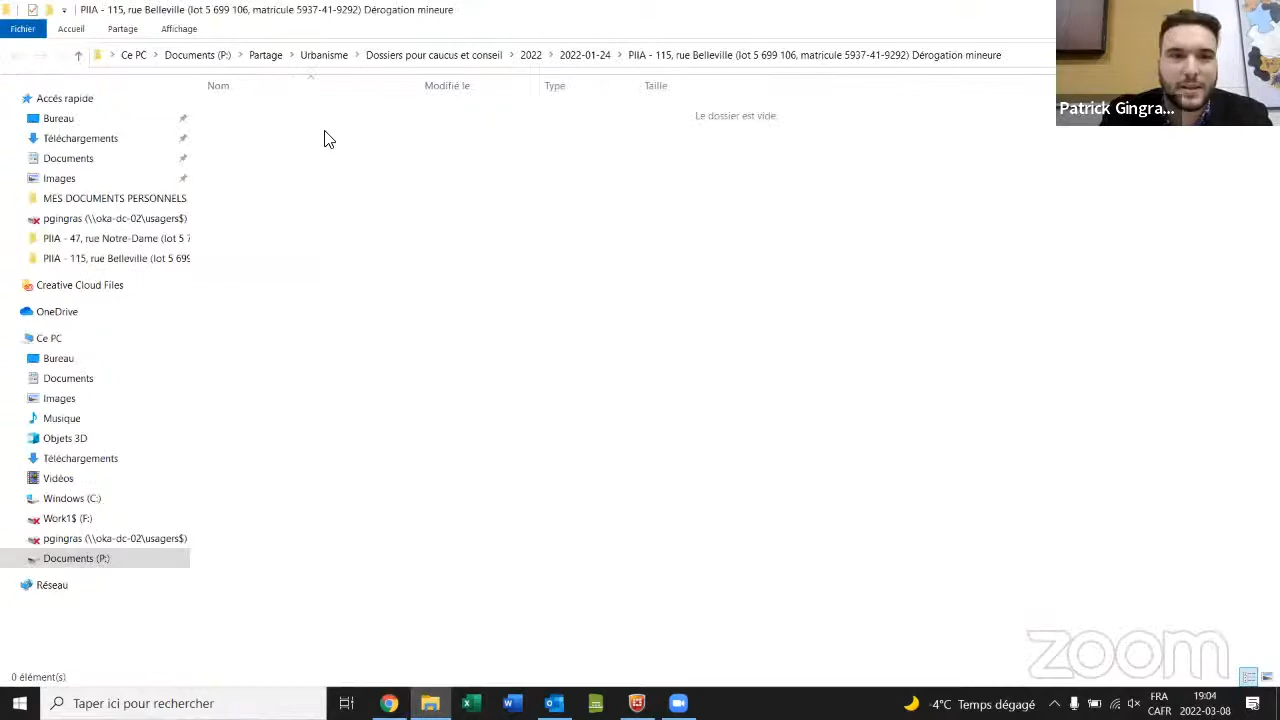 PIIA - 115, rue Belleville (lot 5 699 106, matricule 5937-41-9292) Dérogation mineure
Fichier Accueil Partage Affichage
Ce PC > Documents (P:) > Partage > Urbanisme > Dossiers pour caucus et conseil > 2022 > 2022-01-24 > PIIA - 115, rue Belleville (lot 5 699 106, matricule 5937-41-9292) Dérogation mineure
Patrick Gingra...
Nom Modifié le Type Taille
Le dossier est vide.
Accès rapide
Bureau
Téléchargements
Documents
Images
MES DOCUMENTS PERSONNELS
pgingras (\\oka-dc-02\usagers$)
PIIA - 47, rue Notre-Dame (lot 5 7
PIIA - 115, rue Belleville (lot 5 699
Creative Cloud Files
OneDrive
Ce PC
Bureau
Documents
Images
Musique
Objets 3D
Téléchargements
Vidéos
Windows (C:)
Work1$ (F:)
pgingras (\\oka-dc-02\usagers$)
Documents (P:)
Réseau
0 élément(s)
zoom
Taper ici pour rechercher
-4°C Temps dégagé
FRA
CAFR
19:04
2022-03-08